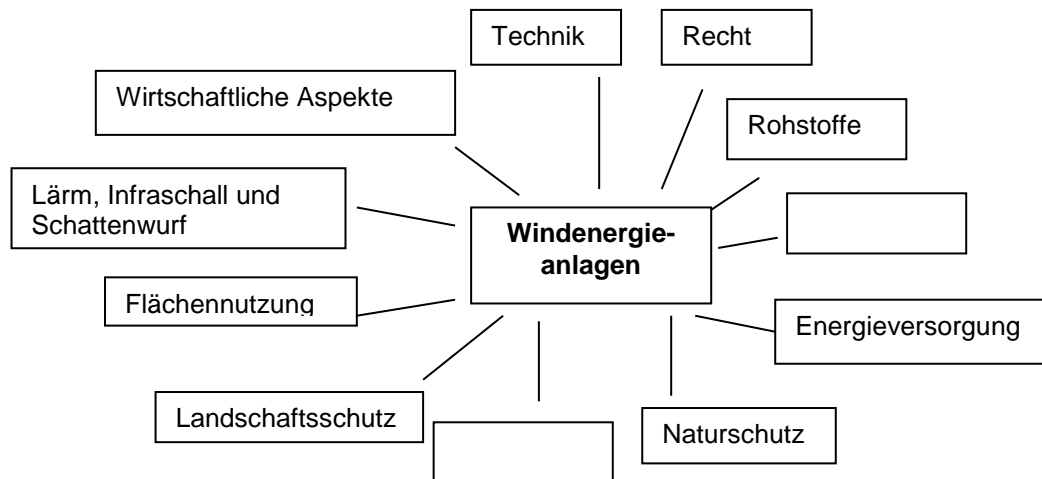 Technik
Recht
Wirtschaftliche Aspekte
Rohstoffe
Lärm, Infraschall und
Schattenwurf
Windenergie-
anlagen
Flächennutzung
Energieversorgung
Landschaftsschutz
Naturschutz